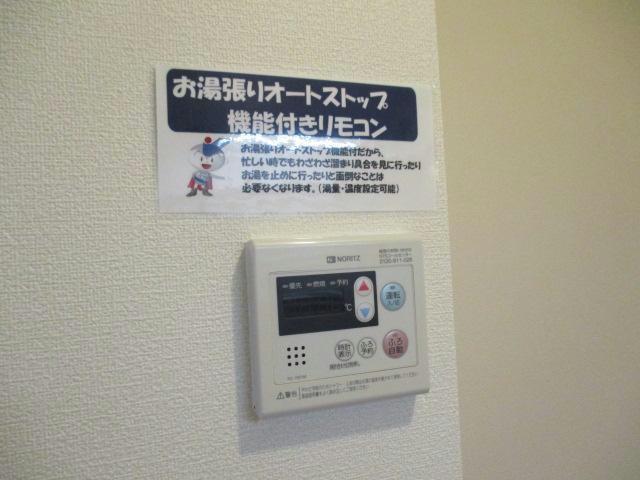 お湯張りオートストップ
機能付きリモコン
お湯張りオートストップ機能付だから、
忙しい時でもわざわざ溜まり具合を見に行ったり
お湯を止めに行ったりと面倒なことは
必要なくなります。（湯量・温度設定可能）
NORITZ
優先 燃焼 予約
℃
運転
入/切
時計
表示
ふろ
予約
ふろ
自動
警告